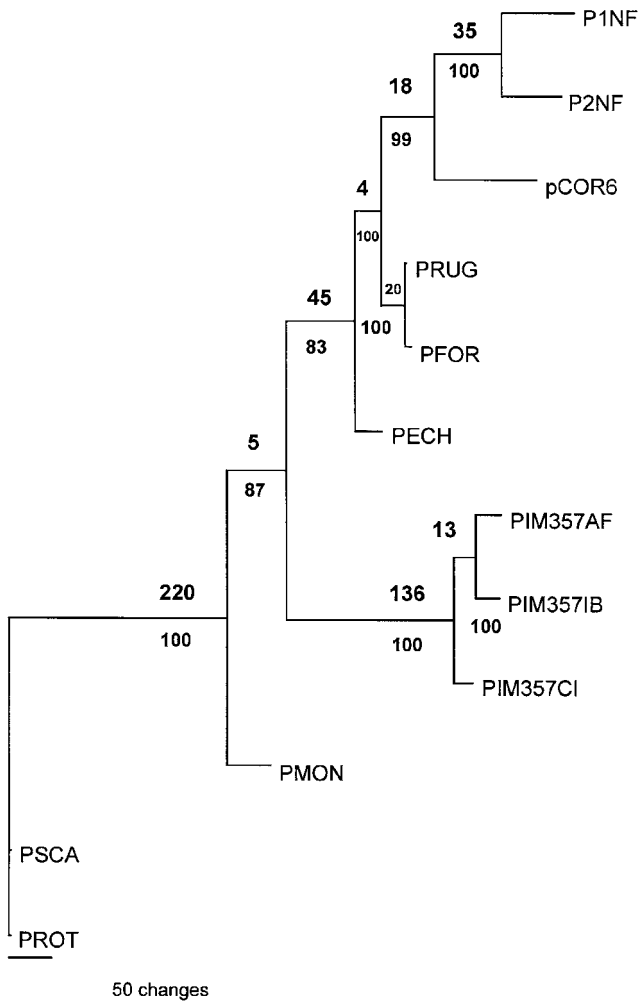 P1NF
35
100
P2NF
18
99
pCOR6
4
100
PRUG
20
45
100
PFOR
83
PECH
5
87
PIM357AF
13
136
PIM357IB
100
100
PIM357CI
220
100
PMON
PSCA
PROT
50 changes